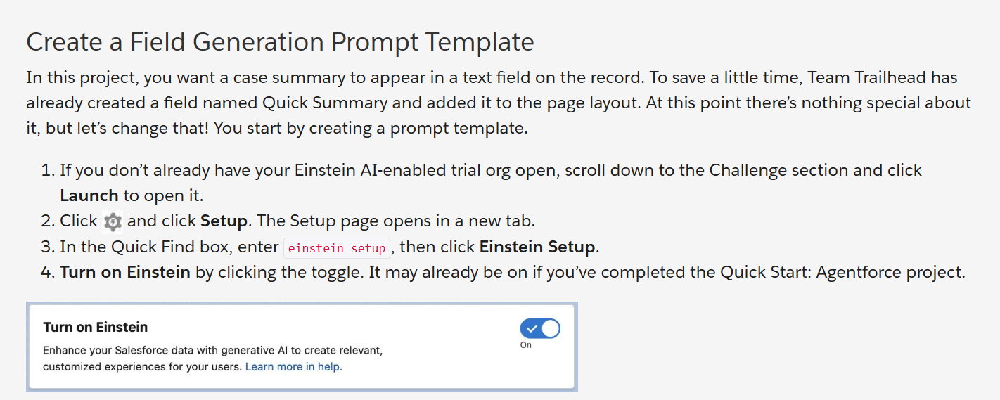 Create a Field Generation Prompt Template
In this project, you want a case summary to appear in a text field on the record. To save a little time, Team Trailhead has
already created a field named Quick Summary and added it to the page layout. At this point there’s nothing special about
it, but let’s change that! You start by creating a prompt template.
1. If you don’t already have your Einstein AI-enabled trial org open, scroll down to the Challenge section and click
Launch to open it.
2. Click and click Setup. The Setup page opens in a new tab.
3. In the Quick Find box, enter einstein setup, then click Einstein Setup.
4. Turn on Einstein by clicking the toggle. It may already be on if you’ve completed the Quick Start: Agentforce project.
Turn on Einstein
On
Enhance your Salesforce data with generative AI to create relevant,
customized experiences for your users. Learn more in help.